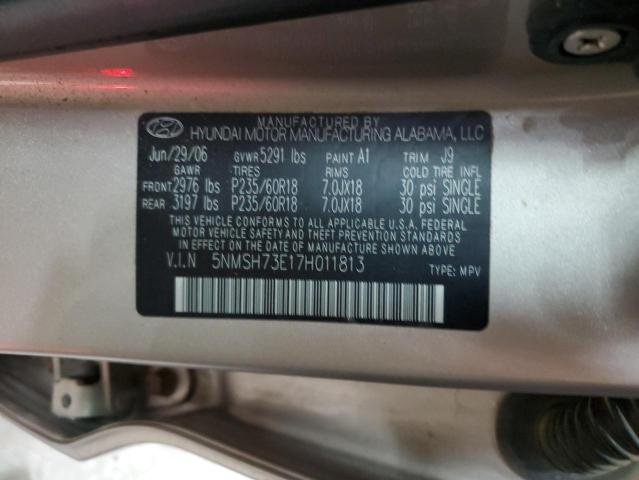 MANUFACTURED BY
HYUNDAI MOTOR MANUFACTURING ALABAMA, LLC
Jun/29/06 GVWR 5291 lbs PAINT A1 TRIM J9
GAWR TIRES RIMS COLD TIRE INFL
FRONT 2976 lbs P235/60R18 7.0JX18 30 psi SINGLE
REAR 3197 lbs P235/60R18 7.0JX18 30 psi SINGLE
THIS VEHICLE CONFORMS TO ALL APPLICABLE U.S.A. FEDERAL
MOTOR VEHICLE SAFETY AND THEFT PREVENTION STANDARDS
IN EFFECT ON THE DATE OF MANUFACTURE SHOWN ABOVE
V.I.N 5NMSH73E17H011813 TYPE: MPV